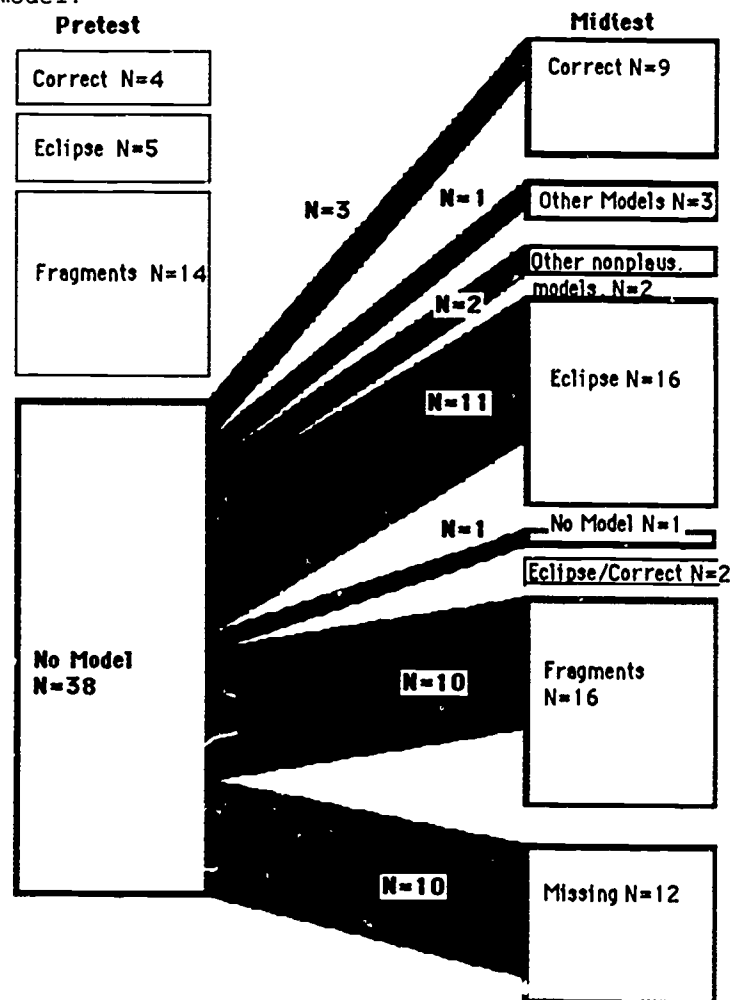 model.
Pretest
Midtest
Correct N=4
Eclipse N=5
Fragments N=14
No Model
N=38
N=3
N=1
N=2
N=11
N=1
N=10
N=10
Correct N=9
Other Models N=3
Other nonplaus.
models. N=2
Eclipse N=16
No Model N=1
Eclipse/Correct N=2
Fragments
N=16
Missing N=12